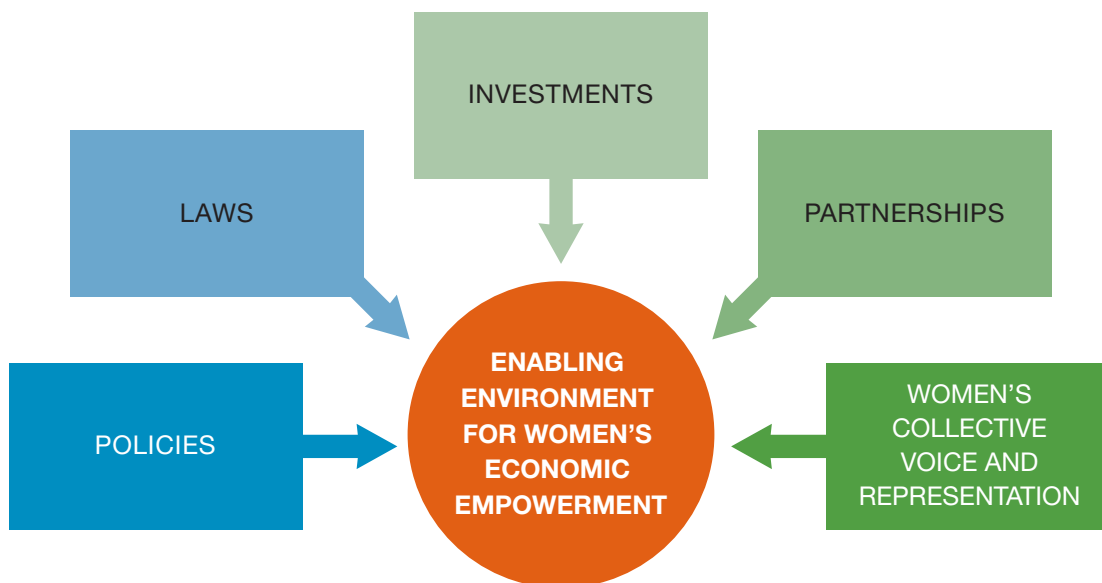 INVESTMENTS
LAWS
PARTNERSHIPS
POLICIES
ENABLING
ENVIRONMENT
FOR WOMEN’S
ECONOMIC
EMPOWERMENT
WOMEN’S
COLLECTIVE
VOICE AND
REPRESENTATION